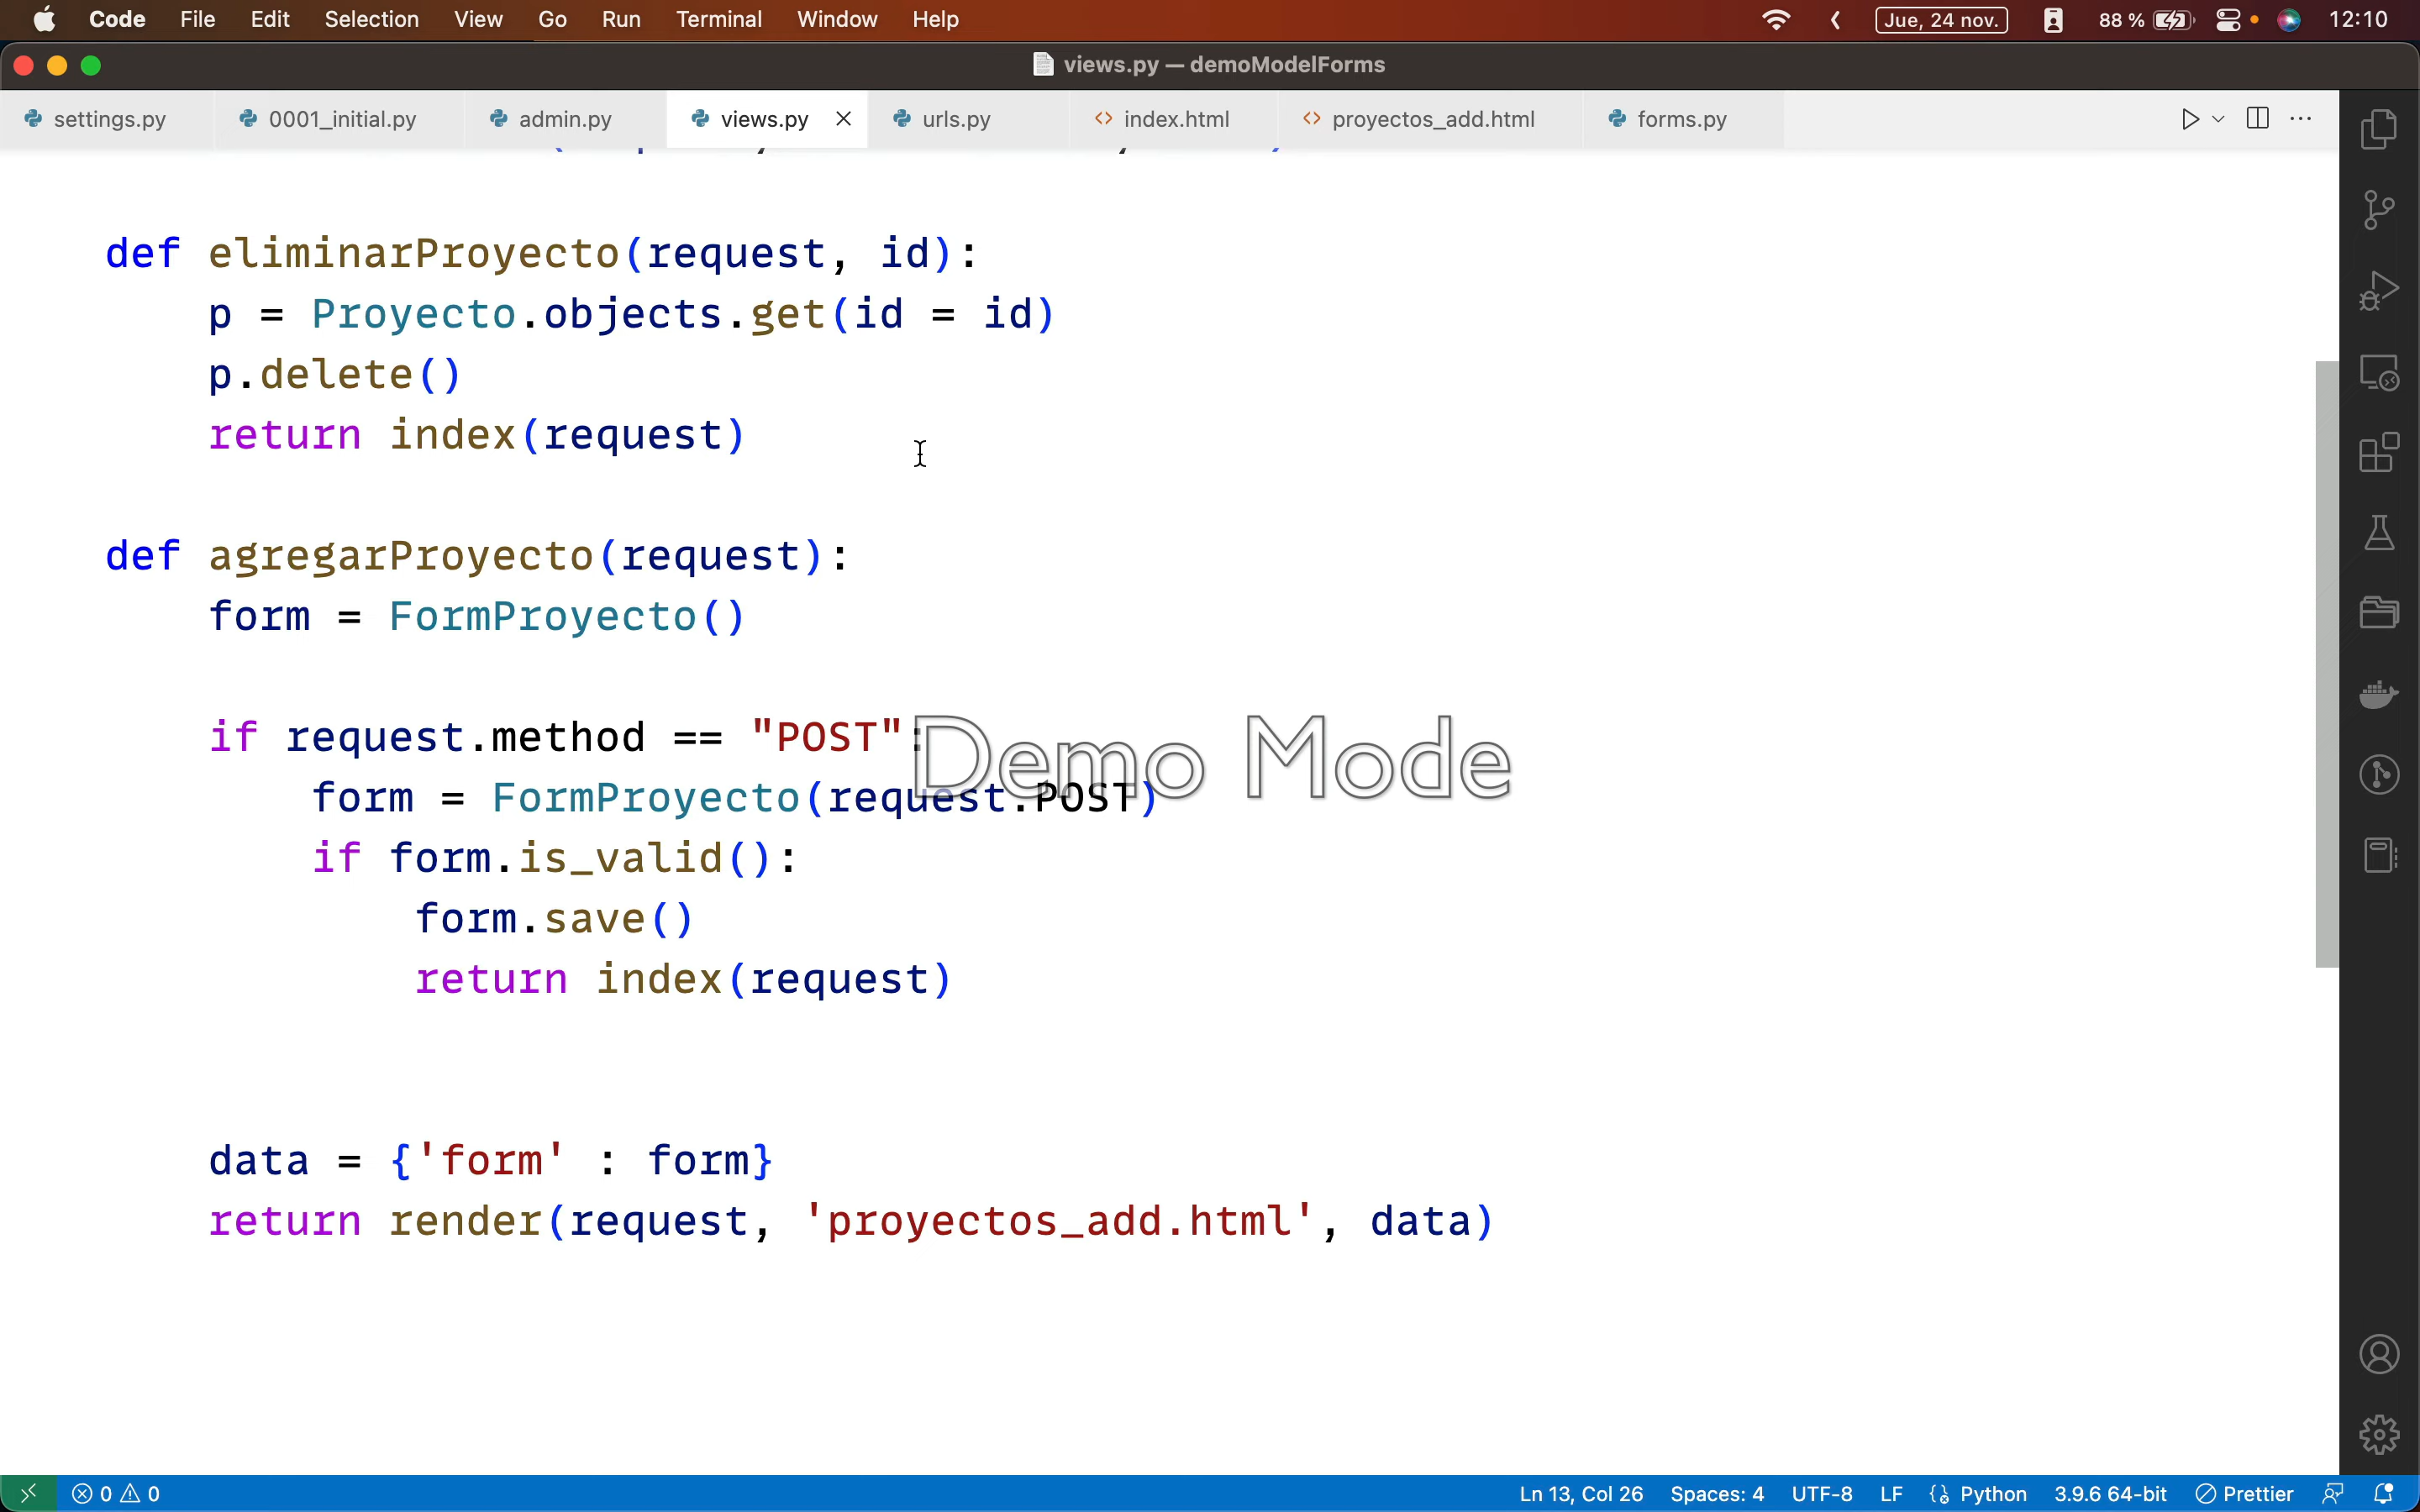 Code File Edit Selection View Go Run Terminal Window Help Jue, 24 nov. 88 % 12:10
views.py — demoModelForms
settings.py 0001_initial.py admin.py views.py urls.py index.html proyectos_add.html forms.py
def eliminarProyecto(request, id):
p = Proyecto.objects.get(id = id)
p.delete()
return index(request)
def agregarProyecto(request):
form = FormProyecto()
if request.method == "POST":
Demo Mode
form = FormProyecto(request.POST)
if form.is_valid():
form.save()
return index(request)
data = {'form' : form}
return render(request, 'proyectos_add.html', data)
0 0 Ln 13, Col 26 Spaces: 4 UTF-8 LF Python 3.9.6 64-bit Prettier